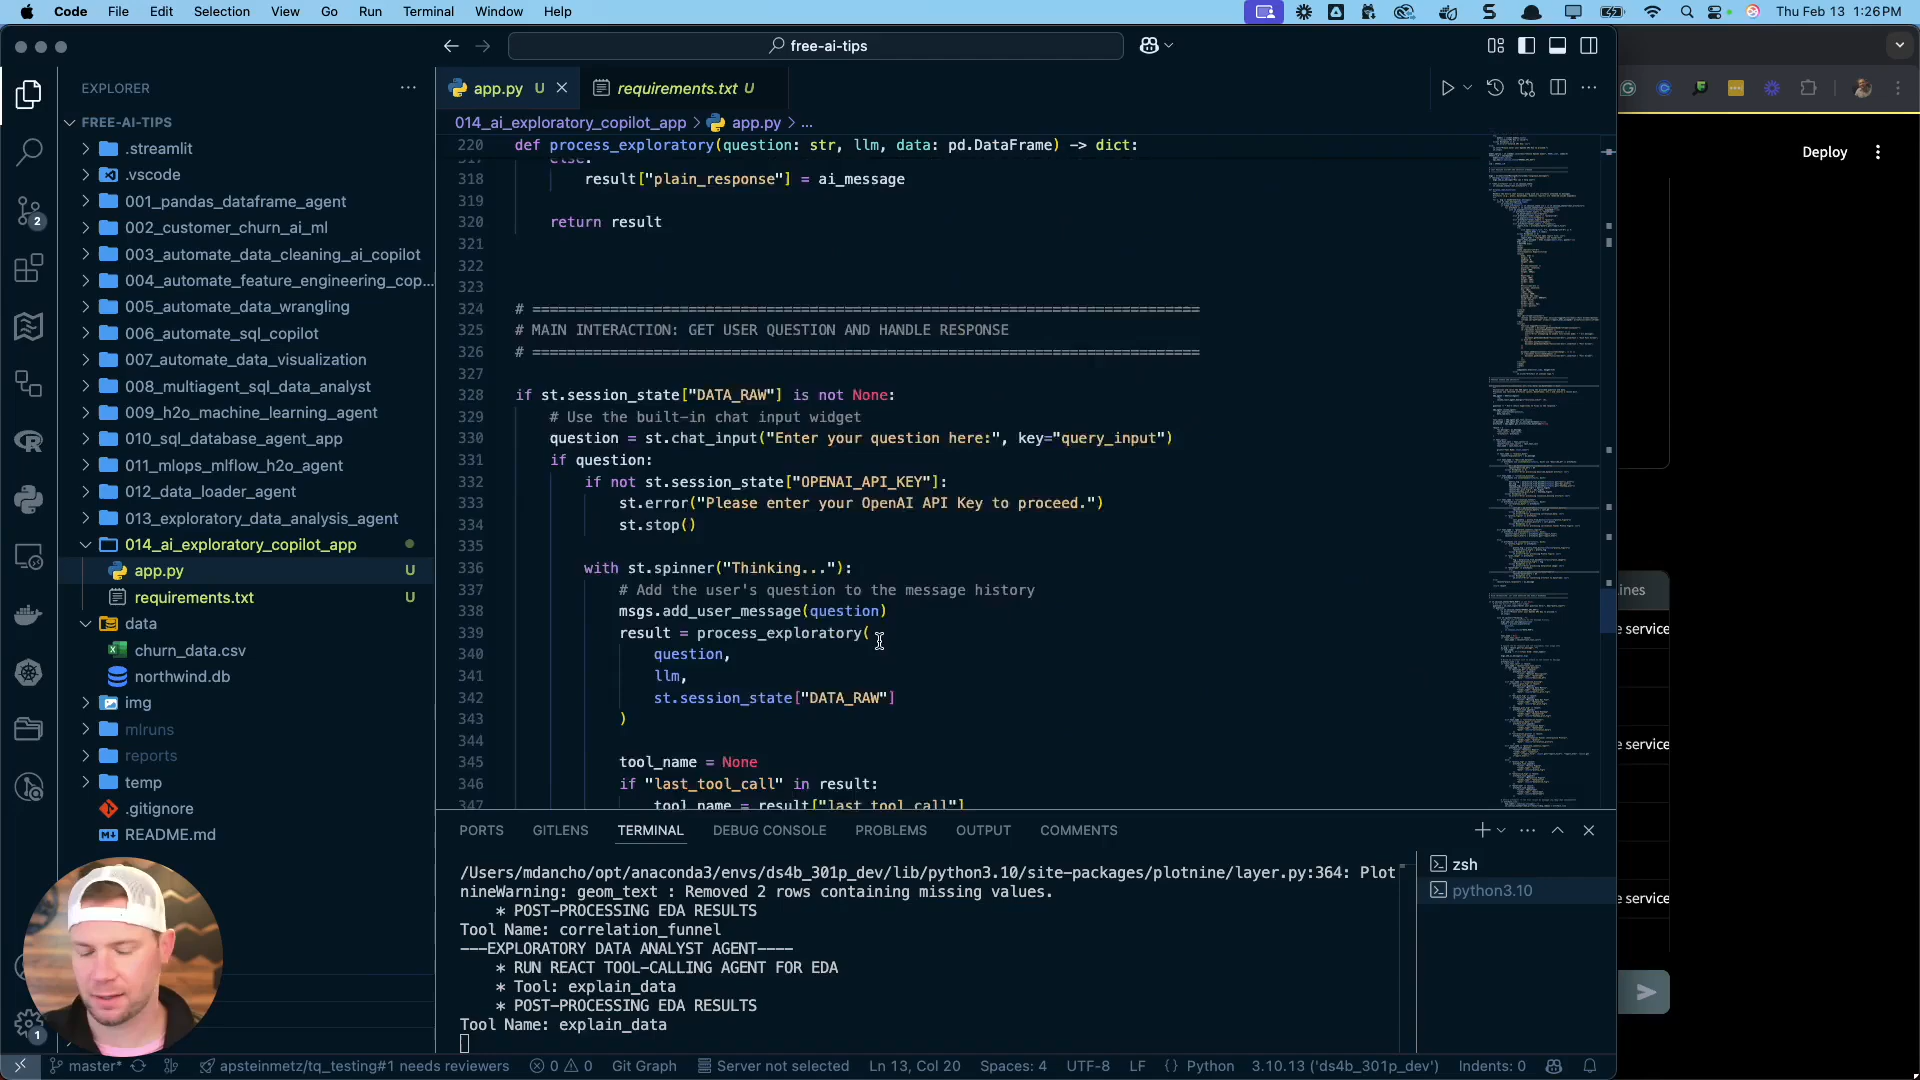 Code File Edit Selection View Go Run Terminal Window Help
Thu Feb 13 1:26 PM
free-ai-tips
EXPLORER
FREE-AI-TIPS
.streamlit
.vscode
001_pandas_dataframe_agent
002_customer_churn_ai_ml
003_automate_data_cleaning_ai_copilot
004_automate_feature_engineering_cop...
005_automate_data_wrangling
006_automate_sql_copilot
007_automate_data_visualization
008_multiagent_sql_data_analyst
009_h2o_machine_learning_agent
010_sql_database_agent_app
011_mlops_mlflow_h2o_agent
012_data_loader_agent
013_exploratory_data_analysis_agent
014_ai_exploratory_copilot_app
app.py U
requirements.txt U
data
churn_data.csv
northwind.db
img
mlruns
reports
temp
.gitignore
README.md
2
1
app.py U
requirements.txt U
014_ai_exploratory_copilot_app > app.py > ...
220 def process_exploratory(question: str, llm, data: pd.DataFrame) -> dict:
317 else:
318 result["plain_response"] = ai_message
319
320 return result
321
322
323
324 # =============================================================================
325 # MAIN INTERACTION: GET USER QUESTION AND HANDLE RESPONSE
326 # =============================================================================
327
328 if st.session_state["DATA_RAW"] is not None:
329 # Use the built-in chat input widget
330 question = st.chat_input("Enter your question here:", key="query_input")
331 if question:
332 if not st.session_state["OPENAI_API_KEY"]:
333 st.error("Please enter your OpenAI API Key to proceed.")
334 st.stop()
335
336 with st.spinner("Thinking..."):
337 # Add the user's question to the message history
338 msgs.add_user_message(question)
339 result = process_exploratory(
340 question,
341 llm,
342 st.session_state["DATA_RAW"]
343 )
344
345 tool_name = None
346 if "last_tool_call" in result:
347 tool_name = result["last_tool_call"]
Deploy
ines
e service
e service
e service
PORTS GITLENS TERMINAL DEBUG CONSOLE PROBLEMS OUTPUT COMMENTS
/Users/mdancho/opt/anaconda3/envs/ds4b_301p_dev/lib/python3.10/site-packages/plotnine/layer.py:364: Plot
nineWarning: geom_text : Removed 2 rows containing missing values.
* POST-PROCESSING EDA RESULTS
Tool Name: correlation_funnel
---EXPLORATORY DATA ANALYST AGENT----
* RUN REACT TOOL-CALLING AGENT FOR EDA
* Tool: explain_data
* POST-PROCESSING EDA RESULTS
Tool Name: explain_data
zsh
python3.10
master* apsteinmetz/tq_testing#1 needs reviewers 0 0 Git Graph Server not selected Ln 13, Col 20 Spaces: 4 UTF-8 LF {} Python 3.10.13 ('ds4b_301p_dev') Indents: 0